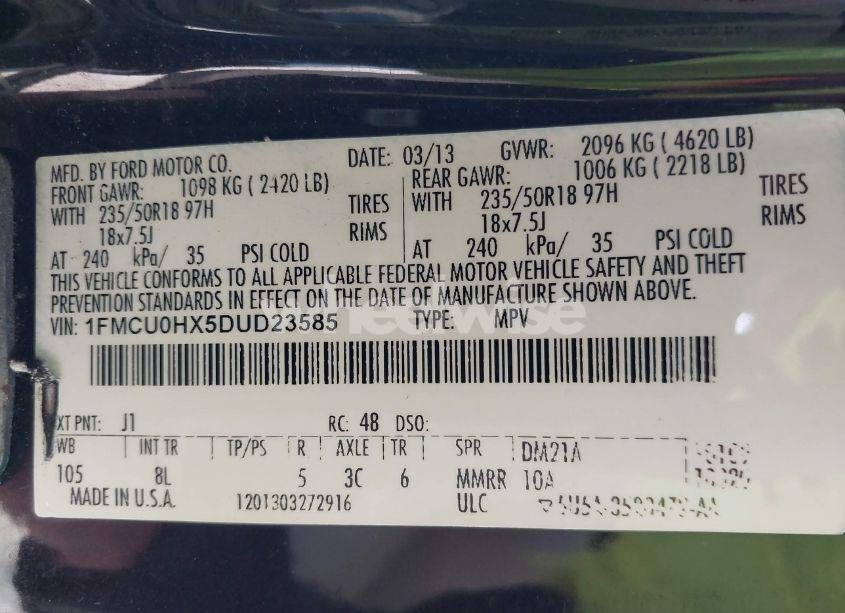 MFD. BY FORD MOTOR CO. DATE: 03/13 GVWR: 2096 KG ( 4620 LB)
FRONT GAWR: 1098 KG ( 2420 LB) REAR GAWR: 1006 KG ( 2218 LB)
WITH 235/50R18 97H TIRES WITH 235/50R18 97H TIRES
18x7.5J RIMS 18x7.5J RIMS
AT 240 kPa/ 35 PSI COLD AT 240 kPa/ 35 PSI COLD
THIS VEHICLE CONFORMS TO ALL APPLICABLE FEDERAL MOTOR VEHICLE SAFETY AND THEFT
PREVENTION STANDARDS IN EFFECT ON THE DATE OF MANUFACTURE SHOWN ABOVE.
VIN: 1FMCU0HX5DUD23585 TYPE: MPV
XT PNT: J1 RC: 48 DSO:
WB INT TR TP/PS R AXLE TR SPR DM21A
105 8L 5 3C 6 MMRR 10A
MADE IN U.S.A. 1201303272916 ULC